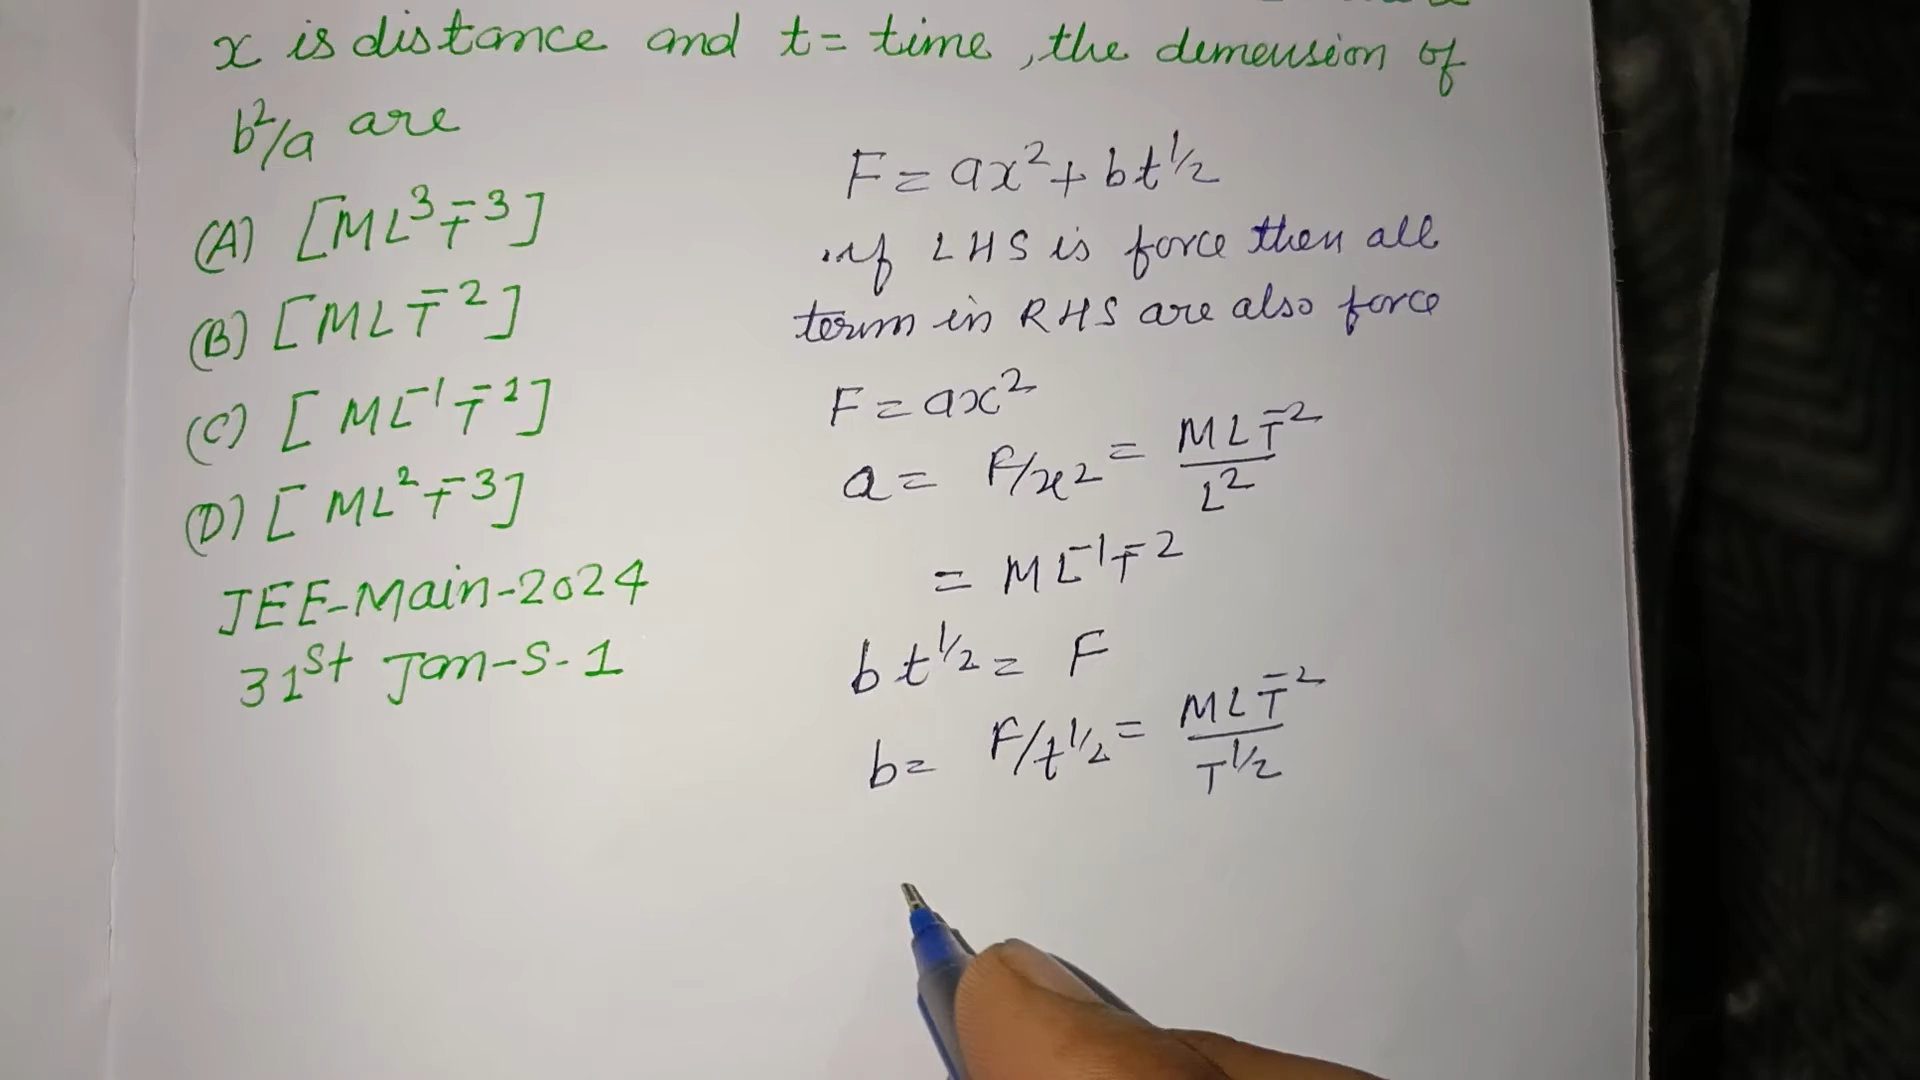 x is distance and t = time, the demension of
b²/a are
(A) [ML³T⁻³]
(B) [MLT⁻²]
(C) [ML⁻¹T⁻¹]
(D) [ML²T⁻³]
JEE-Main-2024
31st Jan-S-1
F = ax² + bt^1/2
if LHS is force then all
term in RHS are also force
F = ax²
a = F/x² = MLT⁻²/L²
= ML⁻¹T⁻²
bt^1/2 = F
b = F/t^1/2 = MLT⁻²/T^1/2